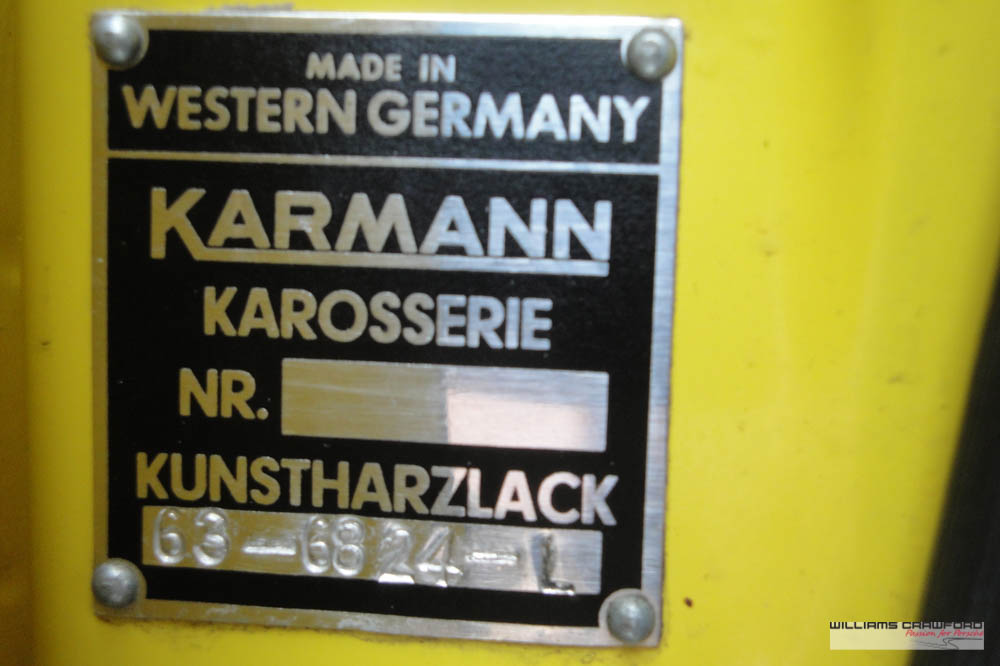 MADE IN
WESTERN GERMANY
KARMANN
KAROSSERIE
NR.
KUNSTHARZLACK
63-6824-L
WILLIAMS CRAWFORD
Passion for Porsche